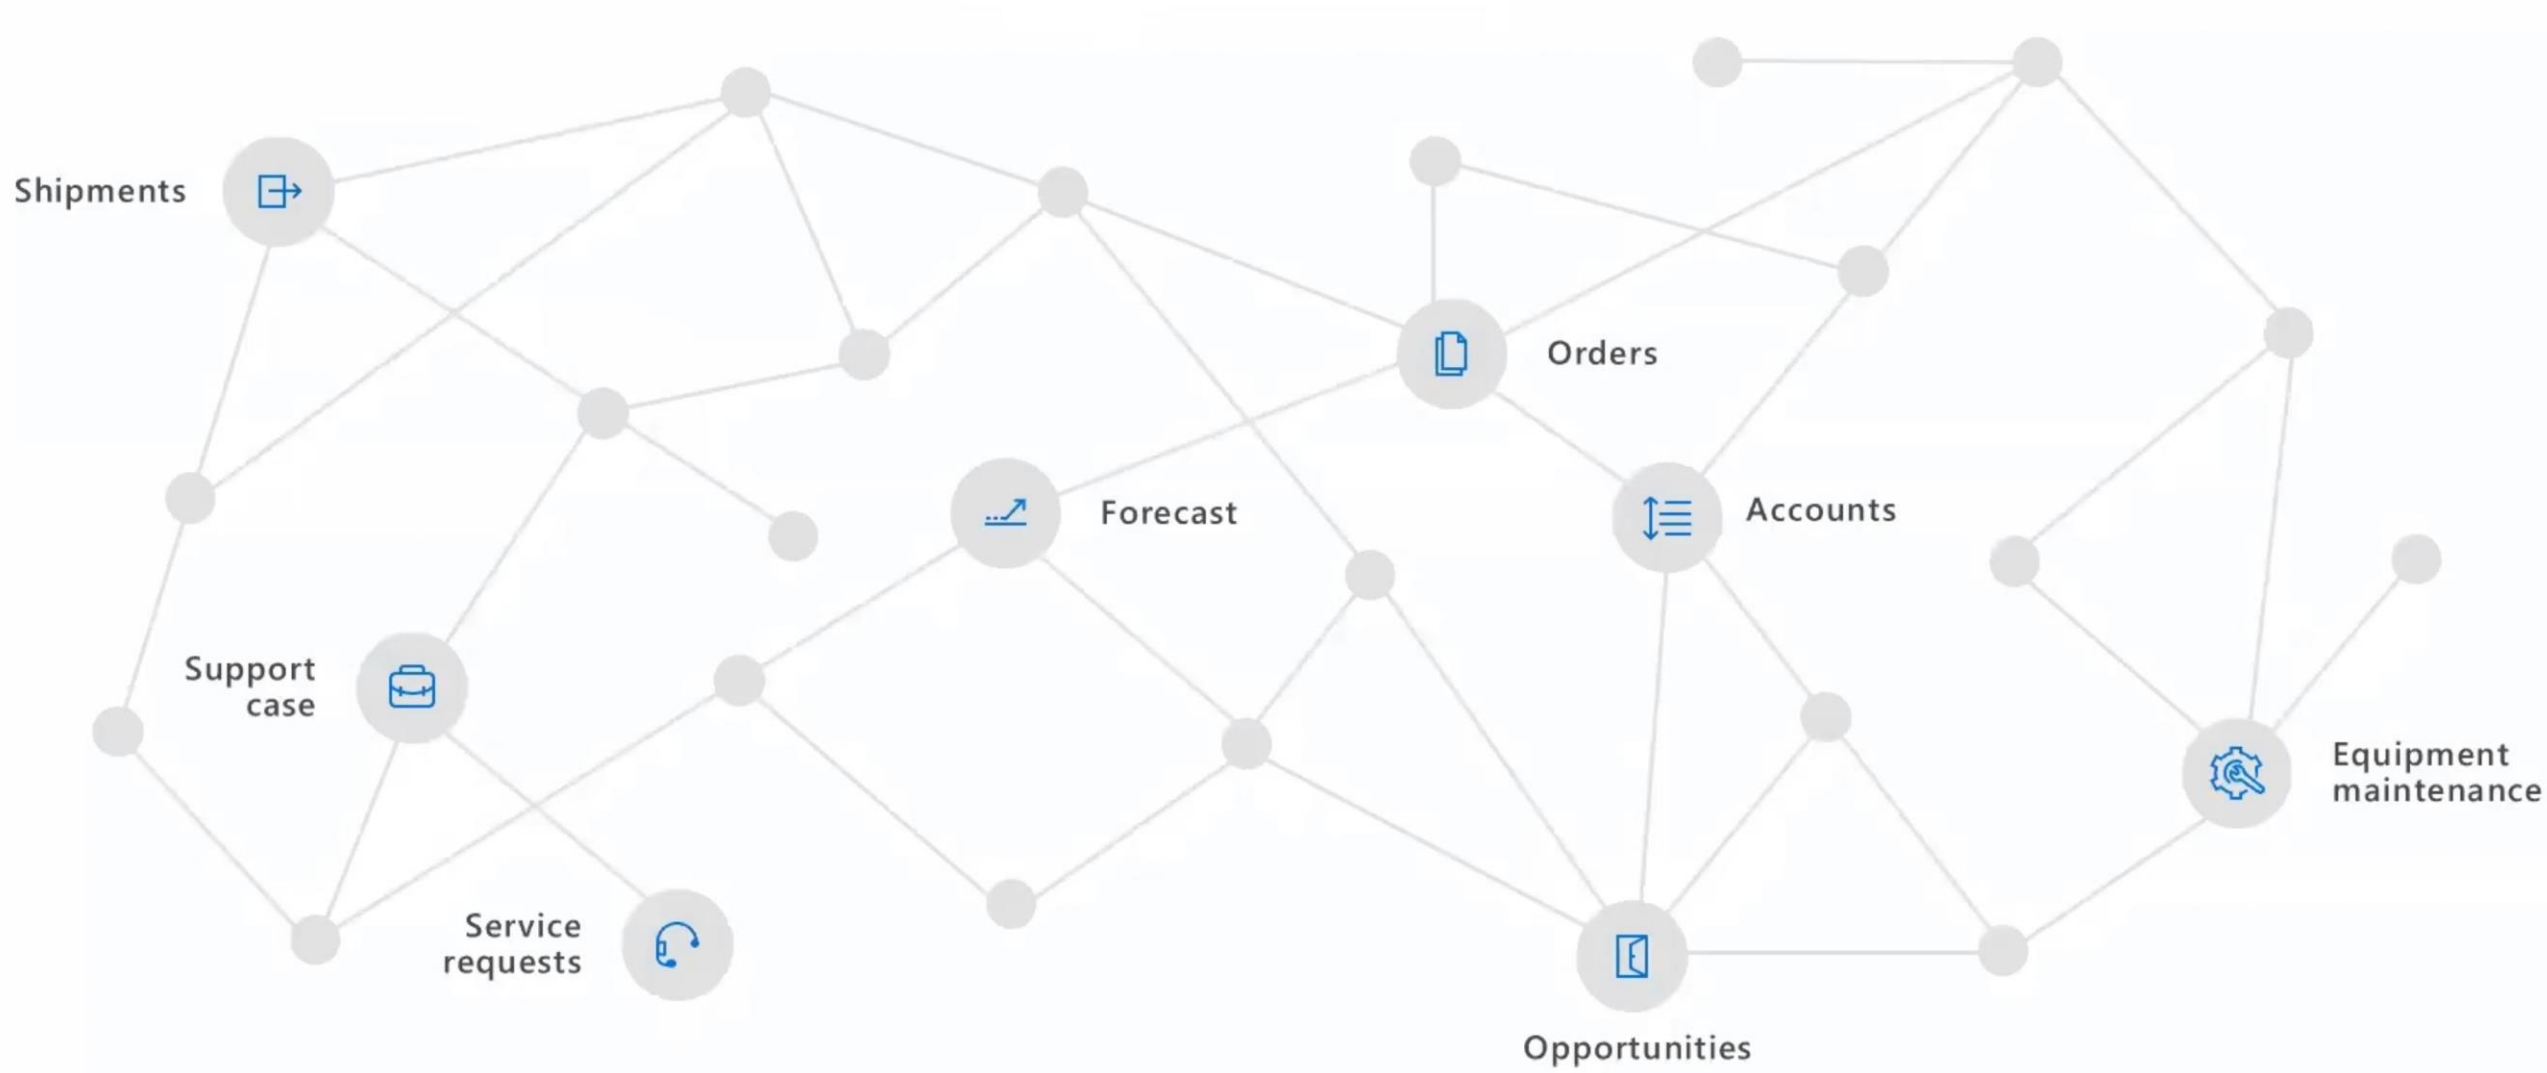 Shipments
Orders
Forecast
Accounts
Support
case
Equipment
maintenance
Service
requests
Opportunities